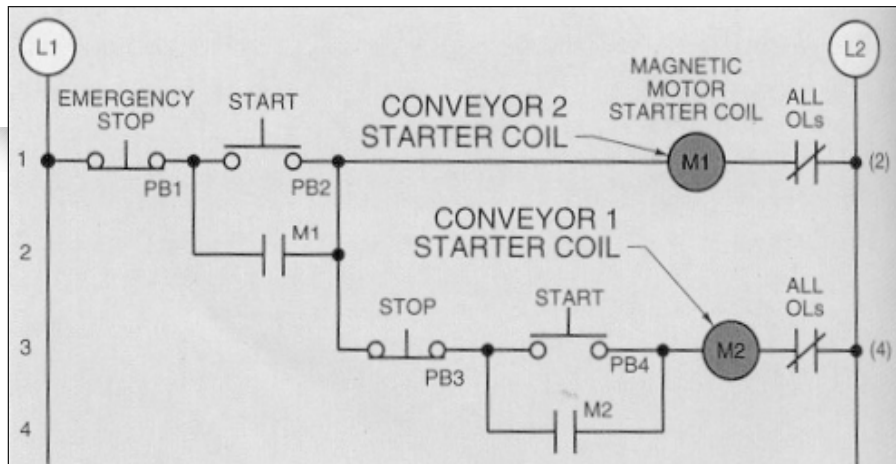 L1
L2
EMERGENCY
STOP
START
CONVEYOR 2
STARTER COIL
MAGNETIC
MOTOR
STARTER COIL
ALL
OLs
1
PB1
PB2
M1
(2)
2
M1
CONVEYOR 1
STARTER COIL
STOP
START
ALL
OLs
3
PB3
PB4
M2
(4)
4
M2